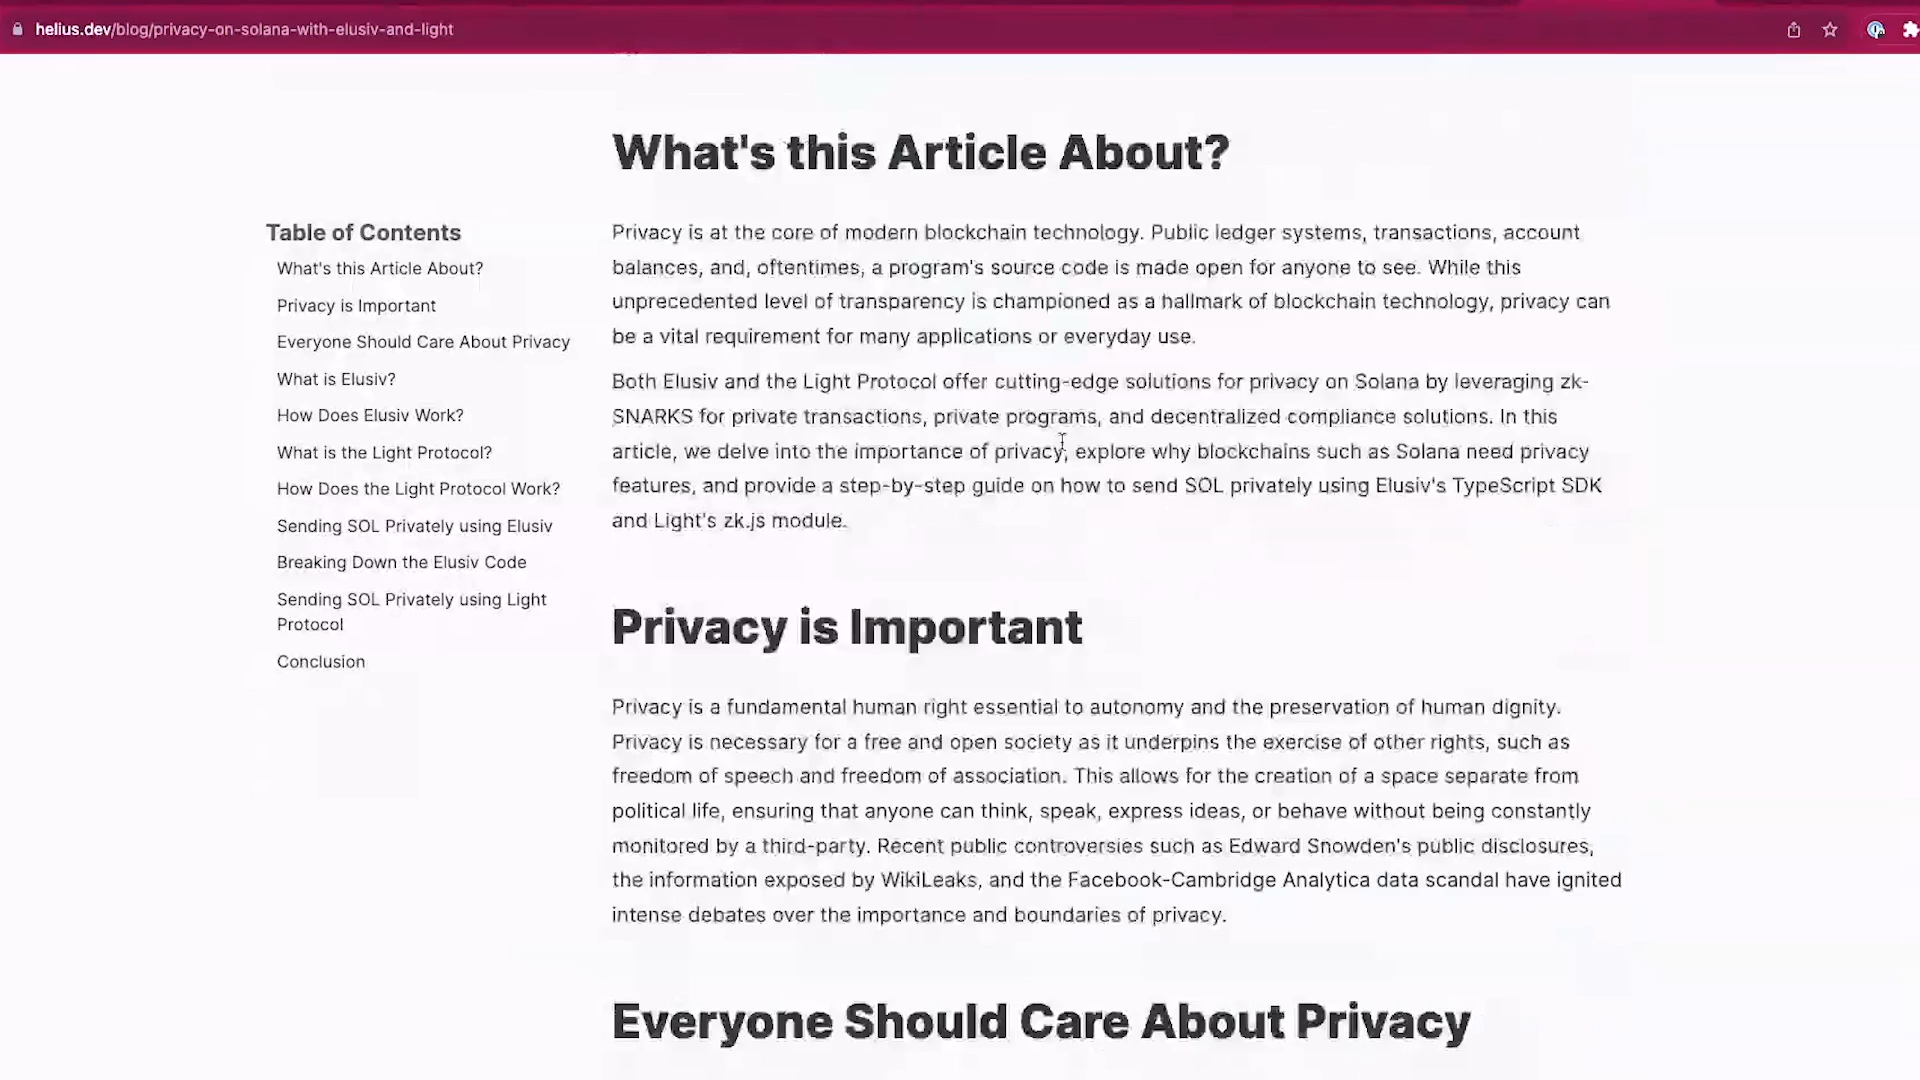 helius.dev/blog/privacy-on-solana-with-elusiv-and-light
What's this Article About?
Table of Contents
What's this Article About?
Privacy is Important
Everyone Should Care About Privacy
What is Elusiv?
How Does Elusiv Work?
What is the Light Protocol?
How Does the Light Protocol Work?
Sending SOL Privately using Elusiv
Breaking Down the Elusiv Code
Sending SOL Privately using Light
Protocol
Conclusion
Privacy is at the core of modern blockchain technology. Public ledger systems, transactions, account
balances, and, oftentimes, a program's source code is made open for anyone to see. While this
unprecedented level of transparency is championed as a hallmark of blockchain technology, privacy can
be a vital requirement for many applications or everyday use.
Both Elusiv and the Light Protocol offer cutting-edge solutions for privacy on Solana by leveraging zk-
SNARKS for private transactions, private programs, and decentralized compliance solutions. In this
article, we delve into the importance of privacy, explore why blockchains such as Solana need privacy
features, and provide a step-by-step guide on how to send SOL privately using Elusiv's TypeScript SDK
and Light's zk.js module.
Privacy is Important
Privacy is a fundamental human right essential to autonomy and the preservation of human dignity.
Privacy is necessary for a free and open society as it underpins the exercise of other rights, such as
freedom of speech and freedom of association. This allows for the creation of a space separate from
political life, ensuring that anyone can think, speak, express ideas, or behave without being constantly
monitored by a third-party. Recent public controversies such as Edward Snowden's public disclosures,
the information exposed by WikiLeaks, and the Facebook-Cambridge Analytica data scandal have ignited
intense debates over the importance and boundaries of privacy.
Everyone Should Care About Privacy